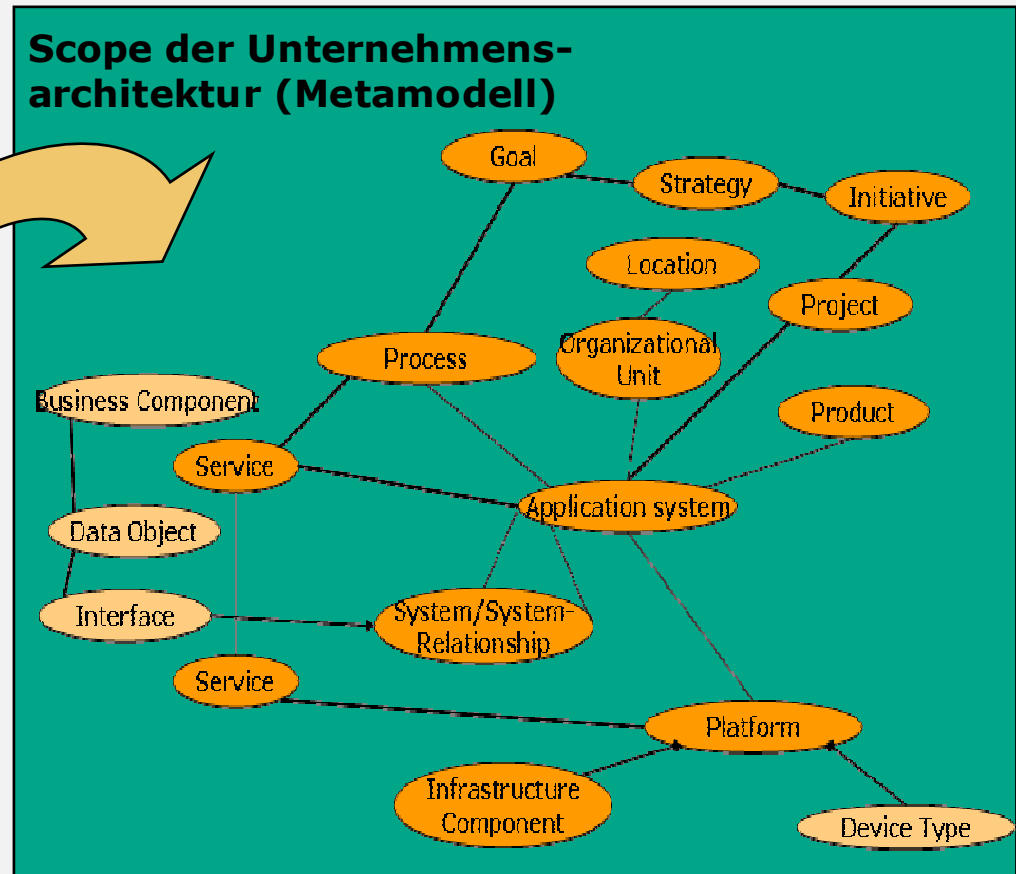 Scope der Unternehmens-
architektur (Metamodell)
Goal
Strategy
Initiative
Location
Project
Organizational
Unit
Process
Business Component
Product
Service
Application system
Data Object
Interface
System/System-
Relationship
Service
Platform
Infrastructure
Component
Device Type